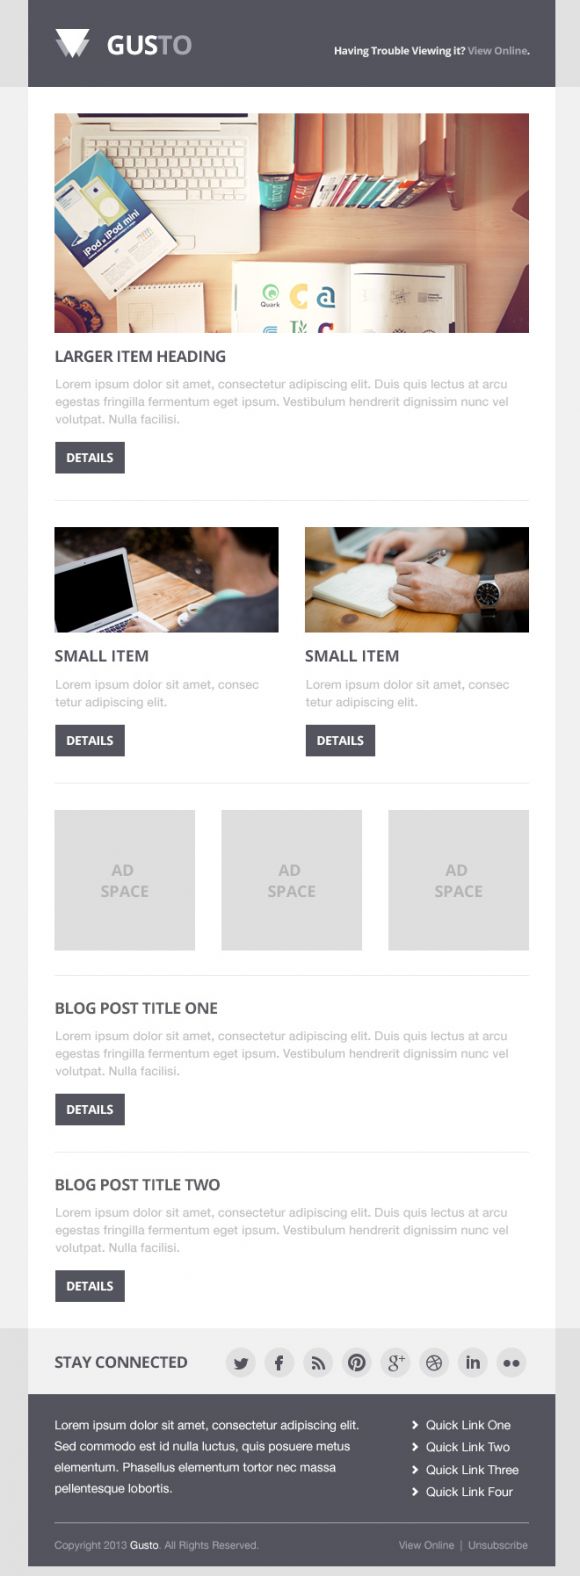 GUSTO
Having Trouble Viewing it? View Online.
iPod & iPod mini
Quark
LARGER ITEM HEADING
Lorem ipsum dolor sit amet, consectetur adipiscing elit. Duis quis lectus at arcu
egestas fringilla fermentum eget ipsum. Vestibulum hendrerit dignissim nunc vel
volutpat. Nulla facilisi.
DETAILS
SMALL ITEM
Lorem ipsum dolor sit amet, consec
tetur adipiscing elit.
DETAILS
SMALL ITEM
Lorem ipsum dolor sit amet, consec
tetur adipiscing elit.
DETAILS
AD
SPACE
AD
SPACE
AD
SPACE
BLOG POST TITLE ONE
Lorem ipsum dolor sit amet, consectetur adipiscing elit. Duis quis lectus at arcu
egestas fringilla fermentum eget ipsum. Vestibulum hendrerit dignissim nunc vel
volutpat. Nulla facilisi.
DETAILS
BLOG POST TITLE TWO
Lorem ipsum dolor sit amet, consectetur adipiscing elit. Duis quis lectus at arcu
egestas fringilla fermentum eget ipsum. Vestibulum hendrerit dignissim nunc vel
volutpat. Nulla facilisi.
DETAILS
STAY CONNECTED
Lorem ipsum dolor sit amet, consectetur adipiscing elit.
Sed commodo est id nulla luctus, quis posuere metus
elementum. Phasellus elementum tortor nec massa
pellentesque lobortis.
Quick Link One
Quick Link Two
Quick Link Three
Quick Link Four
Copyright 2013 Gusto. All Rights Reserved.
View Online | Unsubscribe